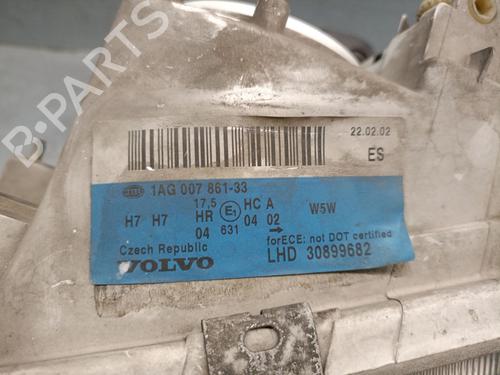 B-PARTS
22.02.02
ES
1AG 007 861-33
17,5 HC A W5W
H7 H7 HR E1 04 02
04 631
forECE: not DOT certified
Czech Republic
VOLVO LHD 30899682